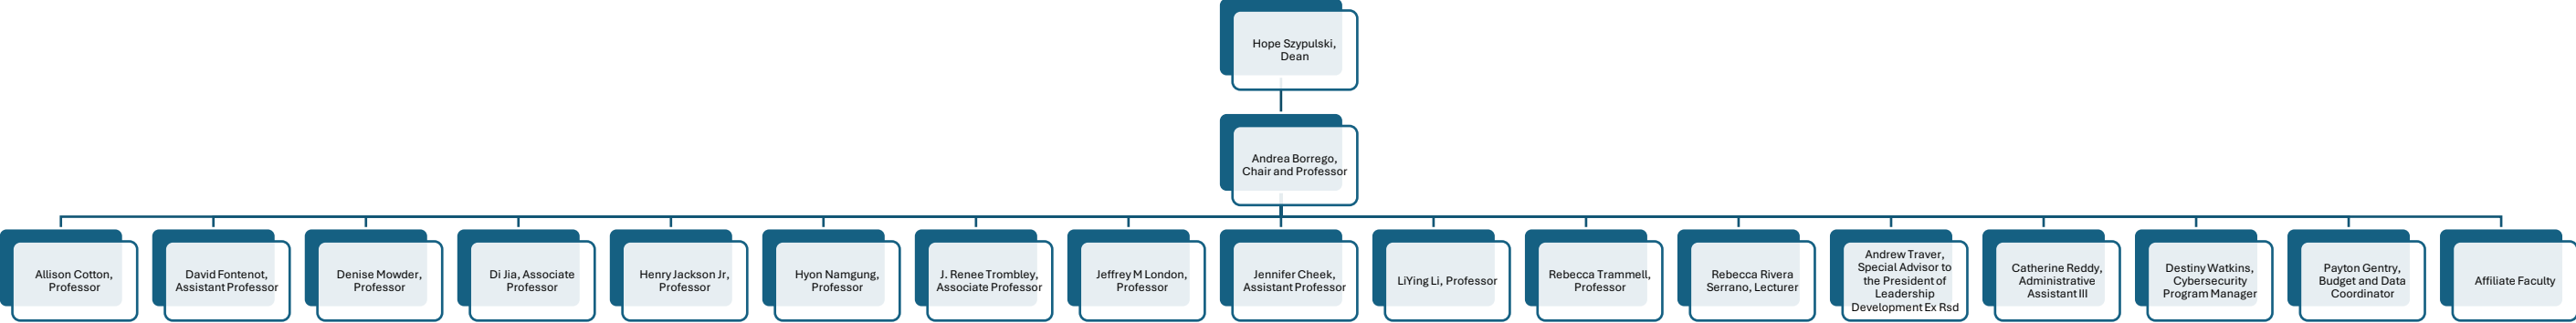 Hope Szypulski,
Dean
Andrea Borrego,
Chair and Professor
Allison Cotton,
Professor
David Fontenot,
Assistant Professor
Denise Mowder,
Professor
Di Jia, Associate
Professor
Henry Jackson Jr,
Professor
Hyon Namgung,
Professor
J. Renee Trombley,
Associate Professor
Jeffrey M London,
Professor
Jennifer Cheek,
Assistant Professor
LiYing Li, Professor
Rebecca Trammell,
Professor
Rebecca Rivera
Serrano, Lecturer
Andrew Traver,
Special Advisor to
the President of
Leadership
Development Ex Rsd
Catherine Reddy,
Administrative
Assistant III
Destiny Watkins,
Cybersecurity
Program Manager
Payton Gentry,
Budget and Data
Coordinator
Affiliate Faculty